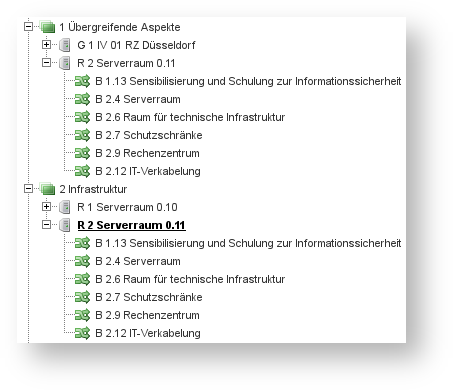 1 Übergreifende Aspekte
G 1 IV 01 RZ Düsseldorf
R 2 Serverraum 0.11
B 1.13 Sensibilisierung und Schulung zur Informationssicherheit
B 2.4 Serverraum
B 2.6 Raum für technische Infrastruktur
B 2.7 Schutzschränke
B 2.9 Rechenzentrum
B 2.12 IT-Verkabelung
2 Infrastruktur
R 1 Serverraum 0.10
R 2 Serverraum 0.11
B 1.13 Sensibilisierung und Schulung zur Informationssicherheit
B 2.4 Serverraum
B 2.6 Raum für technische Infrastruktur
B 2.7 Schutzschränke
B 2.9 Rechenzentrum
B 2.12 IT-Verkabelung